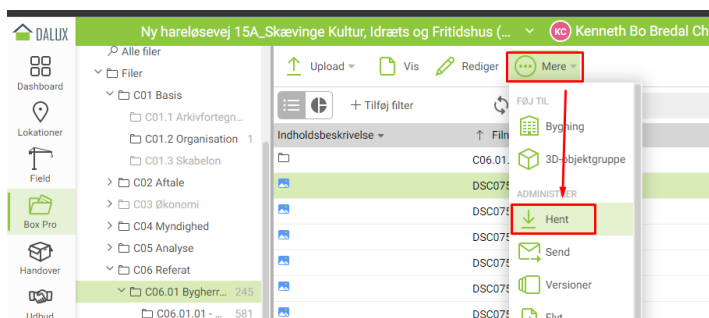 DALUX
Ny hareløsevej 15A_Skævinge Kultur, Idræts og Fritidshus (...
KC Kenneth Bo Bredal Ch
Dashboard
Lokationer
Field
Box Pro
Handover
Udbud
Alle filer
Filer
C01 Basis
C01.1 Arkivfortegn...
C01.2 Organisation 1
C01.3 Skabelon
C02 Aftale
C03 Økonomi
C04 Myndighed
C05 Analyse
C06 Referat
C06.01 Bygherr... 245
C06.01.01 - ... 581
Upload
Vis
Rediger
Mere
Tilføj filter
Indholdsbeskrivelse
Filn
C06.01.
DSC075
DSC075
DSC075
DSC075
DSC075
DSC075
FØJ TIL
Bygning
3D-objektgruppe
ADMINISTRER
Hent
Send
Versioner
Flyt